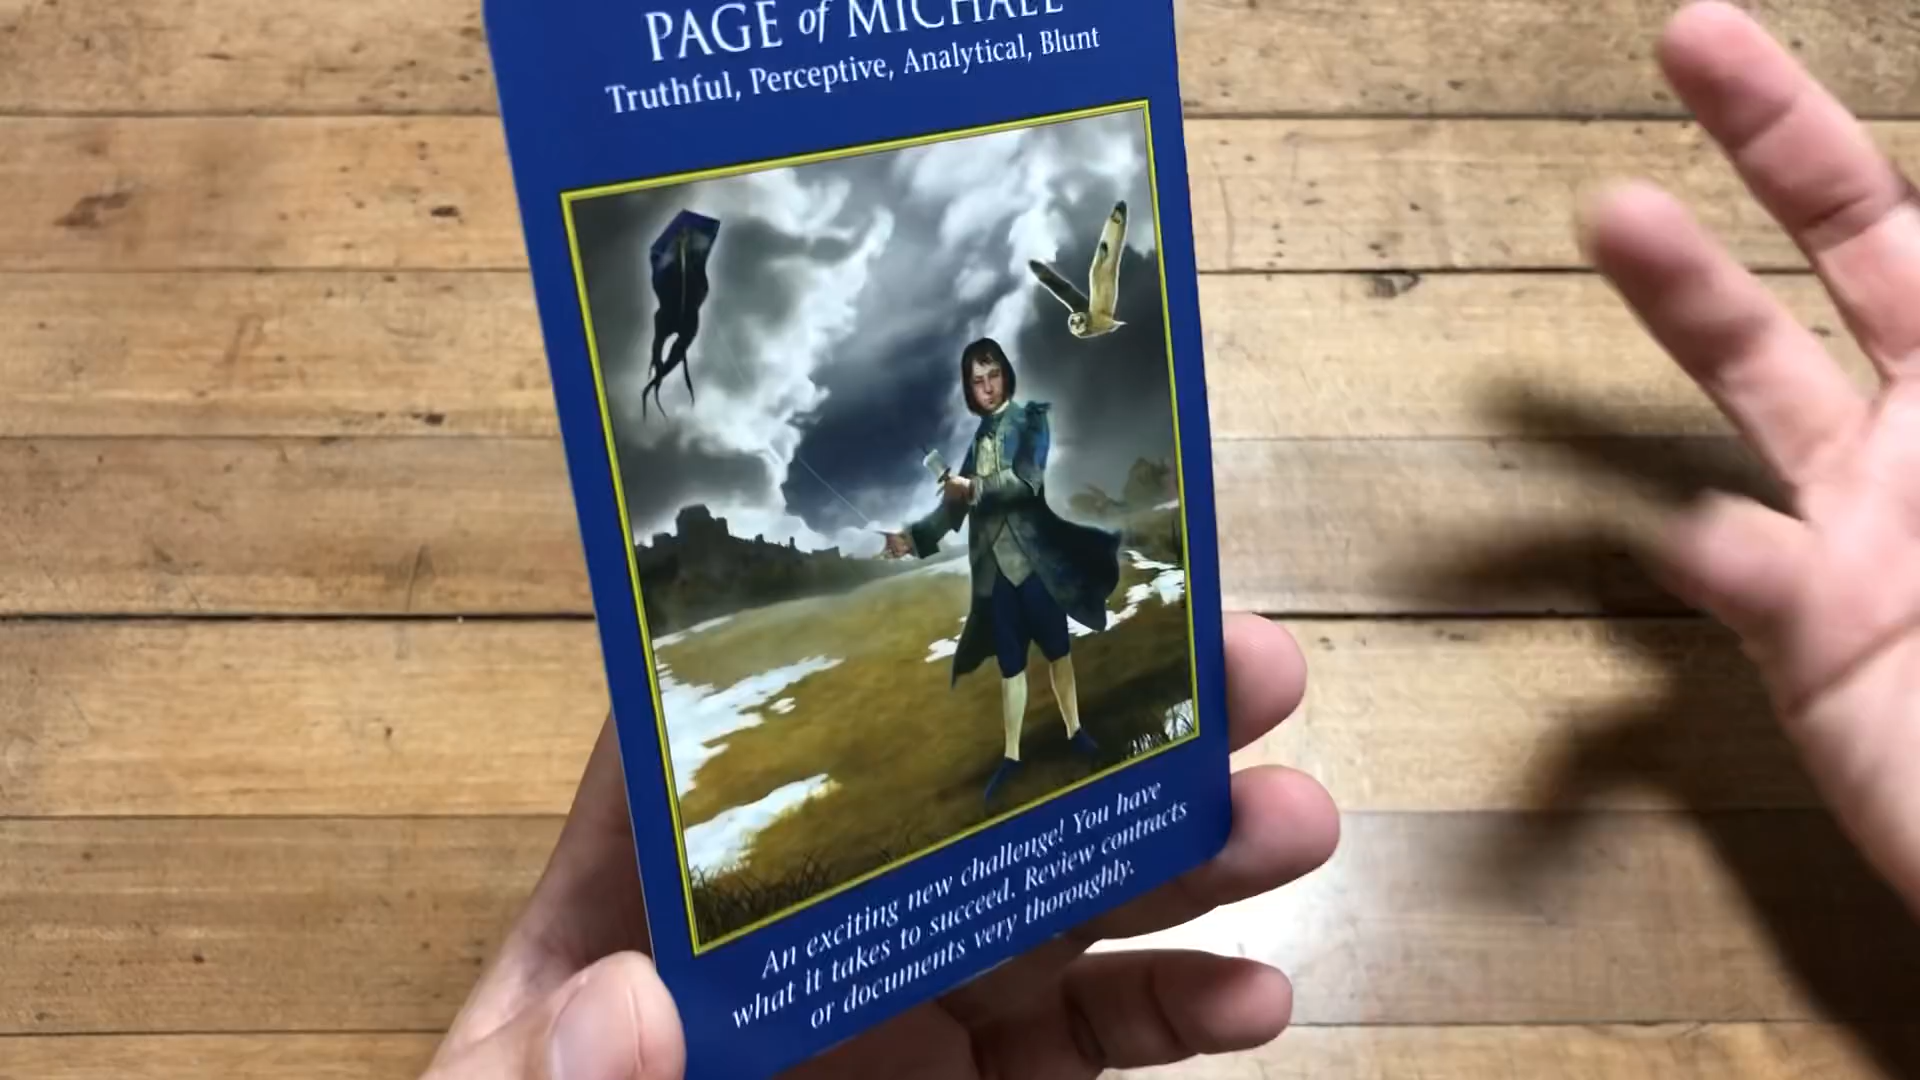 PAGE of MICHAEL
Truthful, Perceptive, Analytical, Blunt
An exciting new challenge! You have
what it takes to succeed. Review contracts
or documents very thoroughly.